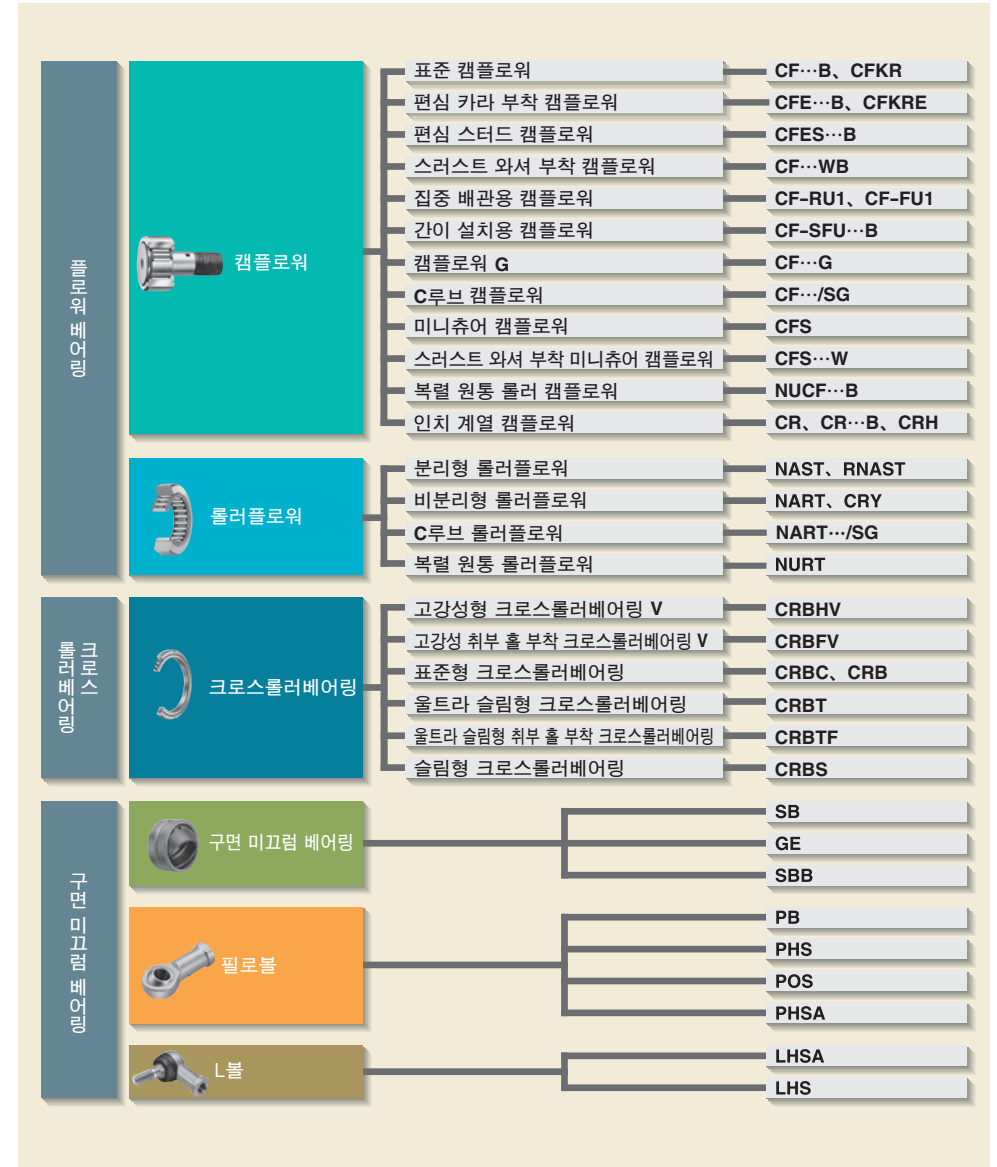 플로워 베어링
캠플로워
표준 캠플로워 CF…B、CFKR
편심 카라 부착 캠플로워 CFE…B、CFKRE
편심 스터드 캠플로워 CFES…B
스러스트 와셔 부착 캠플로워 CF…WB
집중 배관용 캠플로워 CF-RU1、CF-FU1
간이 설치용 캠플로워 CF-SFU…B
캠플로워 G CF…G
C루브 캠플로워 CF…/SG
미니츄어 캠플로워 CFS
스러스트 와셔 부착 미니츄어 캠플로워 CFS…W
복렬 원통 롤러 캠플로워 NUCF…B
인치 계열 캠플로워 CR、CR…B、CRH
롤러플로워
분리형 롤러플로워 NAST、RNAST
비분리형 롤러플로워 NART、CRY
C루브 롤러플로워 NART…/SG
복렬 원통 롤러플로워 NURT
크로스
롤러베어링
크로스롤러베어링
고강성형 크로스롤러베어링 V CRBHV
고강성 취부 홀 부착 크로스롤러베어링 V CRBFV
표준형 크로스롤러베어링 CRBC、CRB
울트라 슬림형 크로스롤러베어링 CRBT
울트라 슬림형 취부 홀 부착 크로스롤러베어링 CRBTF
슬림형 크로스롤러베어링 CRBS
구면 미끄럼 베어링
구면 미끄럼 베어링
SB
GE
SBB
필로볼
PB
PHS
POS
PHSA
L볼
LHSA
LHS